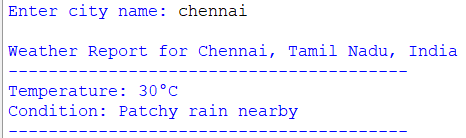 Enter city name: chennai
Weather Report for Chennai, Tamil Nadu, India
----------------------------------------
Temperature: 30°C
Condition: Patchy rain nearby
----------------------------------------